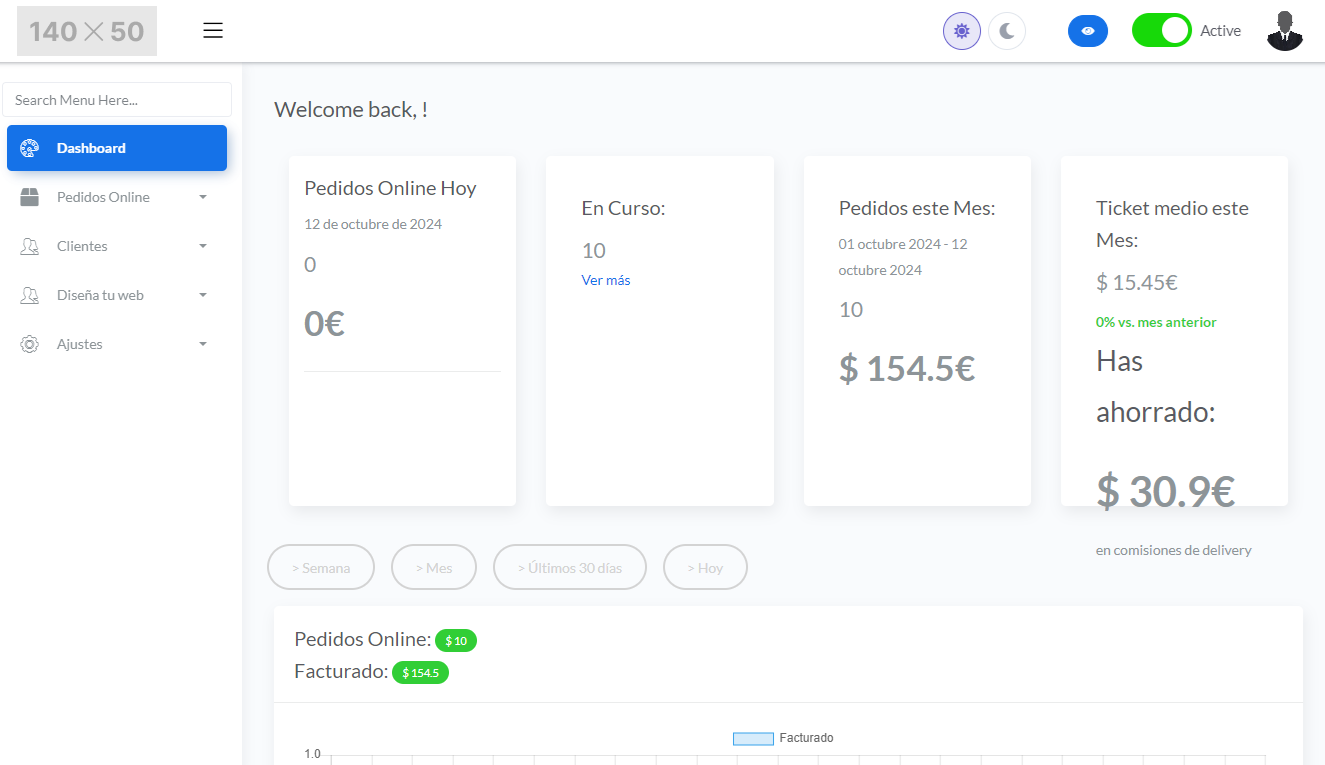 140 × 50
Active
Search Menu Here...
Dashboard
Pedidos Online
Clientes
Diseña tu web
Ajustes
Welcome back, !
Pedidos Online Hoy
12 de octubre de 2024
0
0€
En Curso:
10
Ver más
Pedidos este Mes:
01 octubre 2024 - 12
octubre 2024
10
$ 154.5€
Ticket medio este
Mes:
$ 15.45€
0% vs. mes anterior
Has
ahorrado:
$ 30.9€
en comisiones de delivery
> Semana
> Mes
> Últimos 30 días
> Hoy
Pedidos Online: $ 10
Facturado: $ 154.5
Facturado
1.0